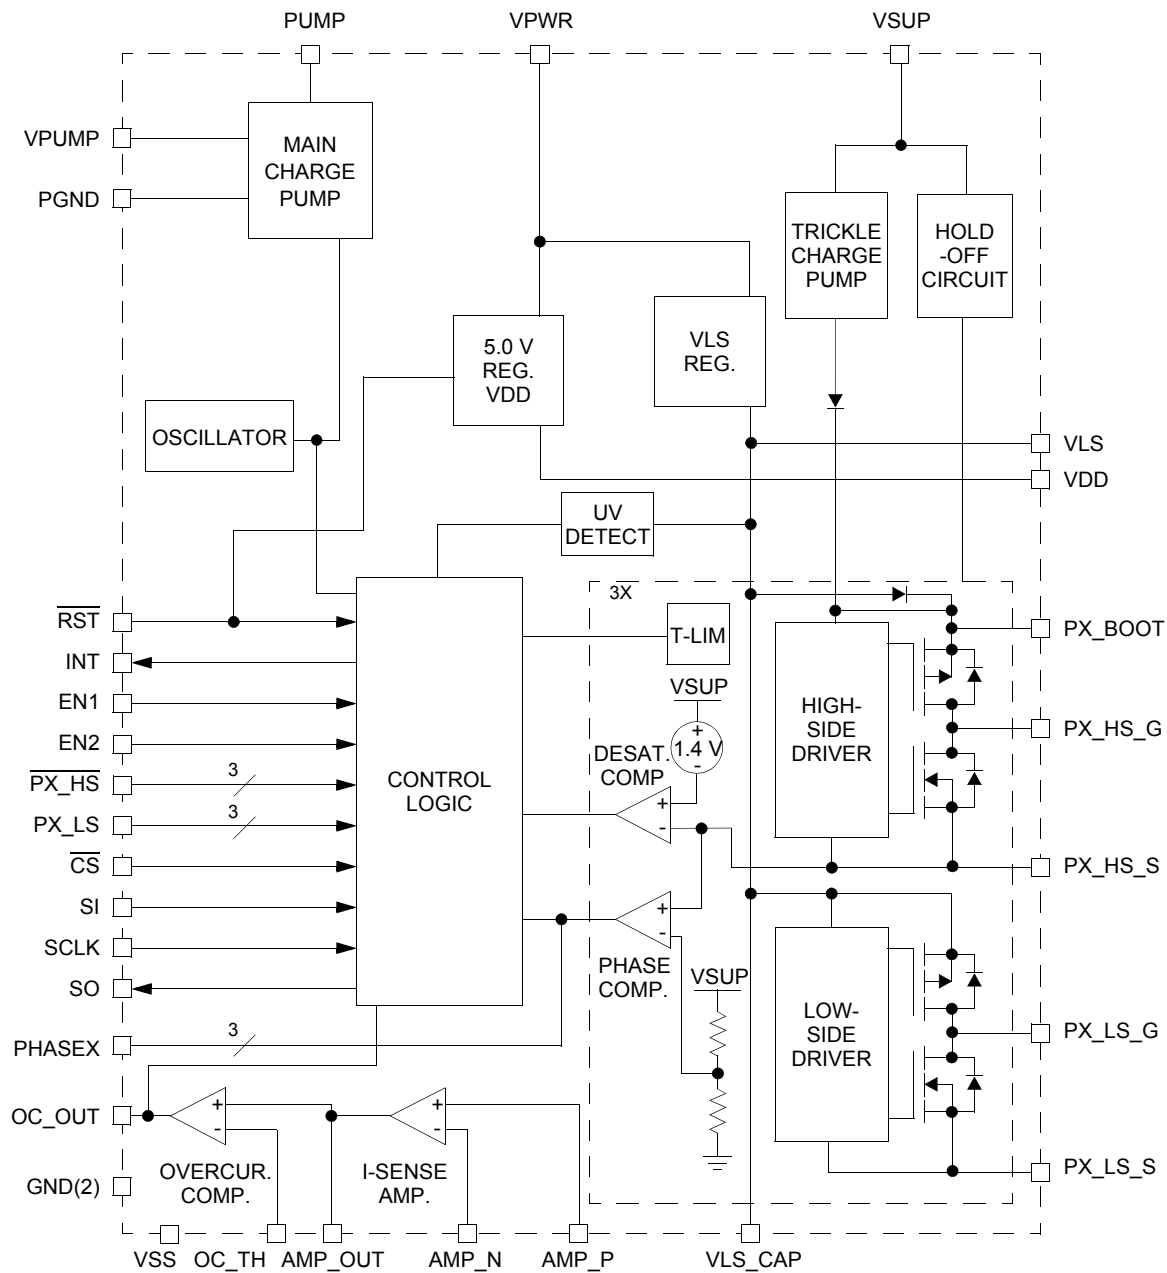 PUMP
VPWR
VSUP
VPUMP
PGND
MAIN
CHARGE
PUMP
TRICKLE
CHARGE
PUMP
HOLD
-OFF
CIRCUIT
5.0 V
REG.
VDD
VLS
REG.
OSCILLATOR
VLS
VDD
UV
DETECT
3X
T-LIM
RST
INT
EN1
EN2
PX_HS
3
PX_LS
3
CS
SI
SCLK
SO
PHASEX
3
OC_OUT
GND(2)
CONTROL
LOGIC
VSUP
+
1.4 V
-
DESAT.
COMP.
+
-
+
-
PHASE
COMP.
VSUP
HIGH-
SIDE
DRIVER
LOW-
SIDE
DRIVER
PX_BOOT
PX_HS_G
PX_HS_S
PX_LS_G
PX_LS_S
+
-
OVERCUR.
COMP.
+
-
I-SENSE
AMP.
VSS
OC_TH
AMP_OUT
AMP_N
AMP_P
VLS_CAP